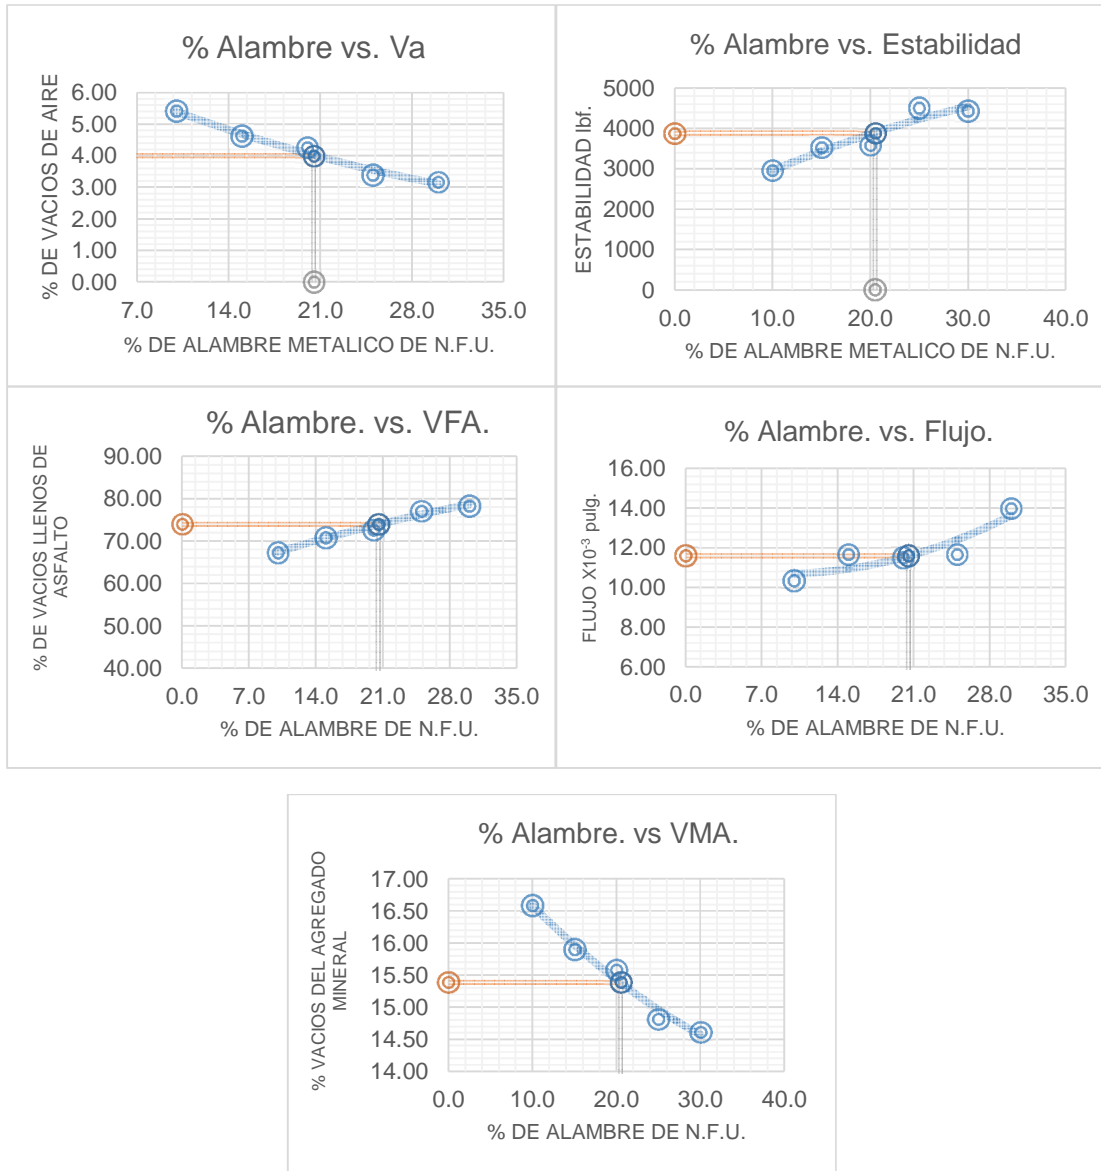 % Alambre vs. Va
% DE VACIOS DE AIRE
6.00
5.00
4.00
3.00
2.00
1.00
0.00
7.0 14.0 21.0 28.0 35.0
% DE ALAMBRE METALICO DE N.F.U.
% Alambre vs. Estabilidad
ESTABILIDAD lbf.
5000
4000
3000
2000
1000
0
0.0 10.0 20.0 30.0 40.0
% DE ALAMBRE METALICO DE N.F.U.
% Alambre. vs. VFA.
% DE VACIOS LLENOS DE
ASFALTO
90.00
80.00
70.00
60.00
50.00
40.00
0.0 7.0 14.0 21.0 28.0 35.0
% DE ALAMBRE DE N.F.U.
% Alambre. vs. Flujo.
FLUJO X10⁻³ pulg.
16.00
14.00
12.00
10.00
8.00
6.00
0.0 7.0 14.0 21.0 28.0 35.0
% DE ALAMBRE DE N.F.U.
% Alambre. vs VMA.
% VACIOS DEL AGREGADO
MINERAL
17.00
16.50
16.00
15.50
15.00
14.50
14.00
0.0 10.0 20.0 30.0 40.0
% DE ALAMBRE DE N.F.U.